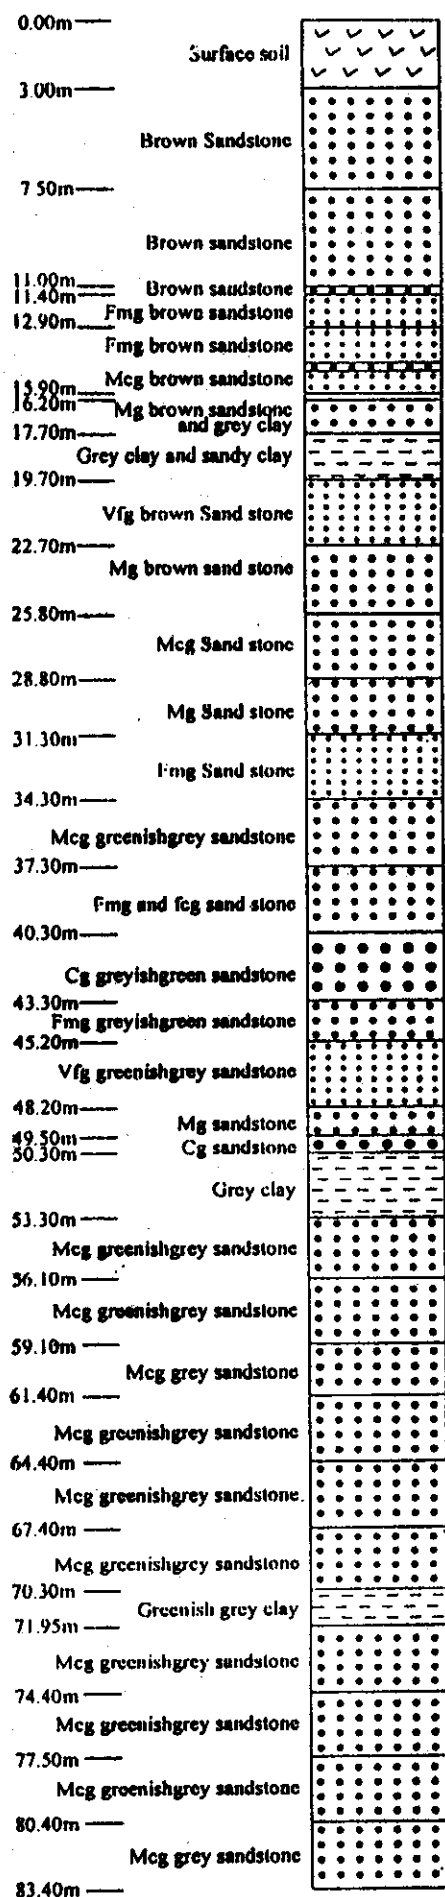 0.00m
Surface soil
3.00m
Brown Sandstone
7.50m
Brown sandstone
11.00m
Brown sandstone
11.40m
Fmg brown sandstone
12.90m
Fmg brown sandstone
Mcg brown sandstone
15.90m
16.20m
Mg brown sandstone
and grey clay
17.70m
Grey clay and sandy clay
19.70m
Vfg brown Sand stone
22.70m
Mg brown sand stone
25.80m
Mcg Sand stone
28.80m
Mg Sand stone
31.30m
Fmg Sand stone
34.30m
Mcg greenishgrey sandstone
37.30m
Fmg and fcg sand stone
40.30m
Cg greyishgreen sandstone
43.30m
Fmg greyishgreen sandstone
45.20m
Vfg greenishgrey sandstone
48.20m
Mg sandstone
49.50m
Cg sandstone
50.30m
Grey clay
51.30m
Mcg greenishgrey sandstone
56.10m
Mcg greenishgrey sandstone
59.10m
Mcg grey sandstone
61.40m
Mcg greenishgrey sandstone
64.40m
Mcg greenishgrey sandstone
67.40m
Mcg greenishgrey sandstone
70.30m
Greenish grey clay
71.95m
Mcg greenishgrey sandstone
74.40m
Mcg greenishgrey sandstone
77.50m
Mcg greenishgrey sandstone
80.40m
Mcg grey sandstone
83.40m